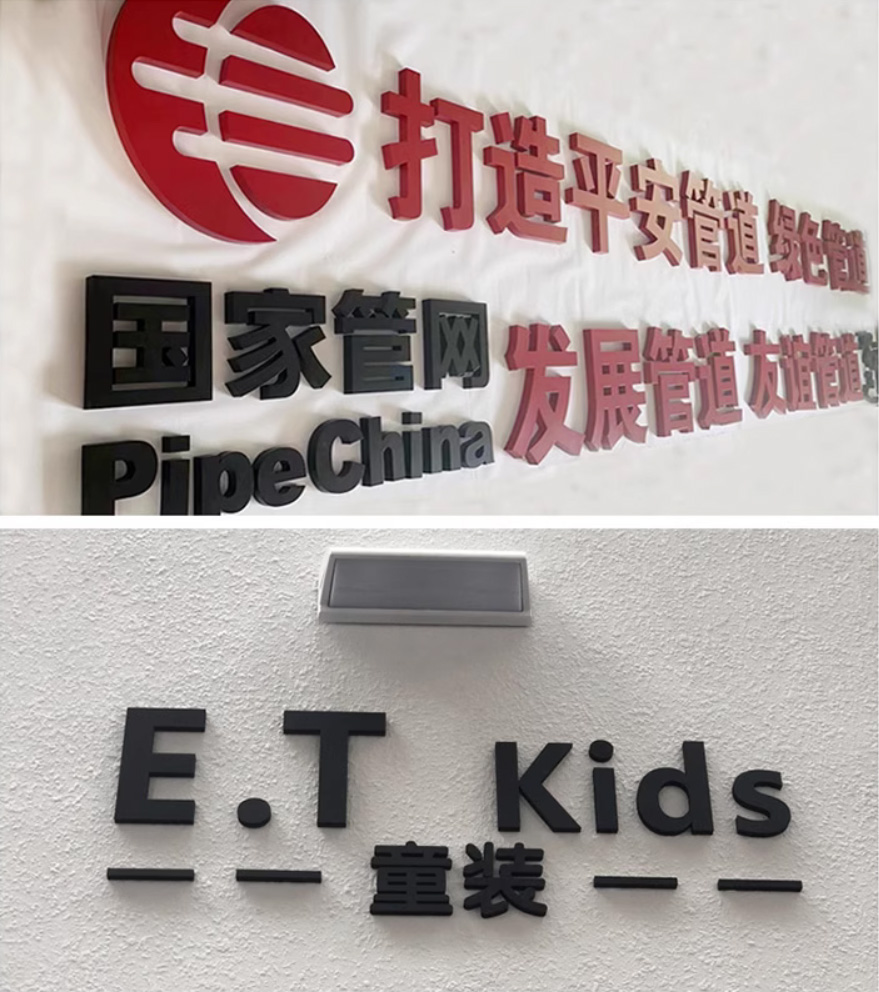 打造平安管道 绿色管道
国家管网
发展管道 友谊管道
PipeChina
E.T Kids
童装